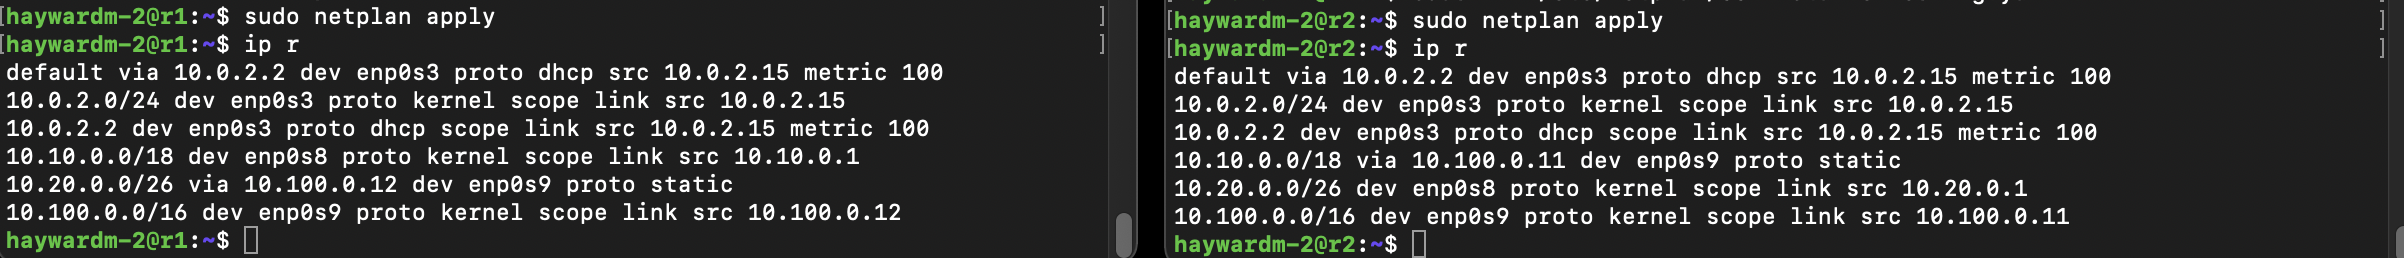 [haywardm-2@r1:~$ sudo netplan apply ]
[haywardm-2@r1:~$ ip r ]
default via 10.0.2.2 dev enp0s3 proto dhcp src 10.0.2.15 metric 100
10.0.2.0/24 dev enp0s3 proto kernel scope link src 10.0.2.15
10.0.2.2 dev enp0s3 proto dhcp scope link src 10.0.2.15 metric 100
10.10.0.0/18 dev enp0s8 proto kernel scope link src 10.10.0.1
10.20.0.0/26 via 10.100.0.12 dev enp0s9 proto static
10.100.0.0/16 dev enp0s9 proto kernel scope link src 10.100.0.12
haywardm-2@r1:~$
[haywardm-2@r2:~$ sudo netplan apply ]
[haywardm-2@r2:~$ ip r ]
default via 10.0.2.2 dev enp0s3 proto dhcp src 10.0.2.15 metric 100
10.0.2.0/24 dev enp0s3 proto kernel scope link src 10.0.2.15
10.0.2.2 dev enp0s3 proto dhcp scope link src 10.0.2.15 metric 100
10.10.0.0/18 via 10.100.0.11 dev enp0s9 proto static
10.20.0.0/26 dev enp0s8 proto kernel scope link src 10.20.0.1
10.100.0.0/16 dev enp0s9 proto kernel scope link src 10.100.0.11
haywardm-2@r2:~$